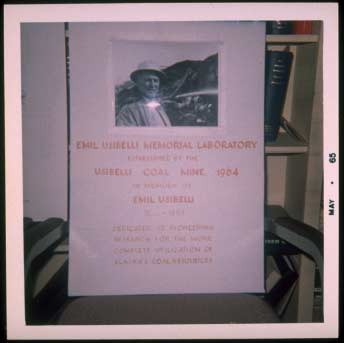 EMIL USIBELLI MEMORIAL LABORATORY
ESTABLISHED BY THE
USIBELLI COAL MINE, 1964
IN MEMORY OF
EMIL USIBELLI
DEDICATED TO PIONEERING
RESEARCH FOR THE MORE
COMPLETE UTILIZATION OF
ALASKA'S COAL RESOURCES
MAY • 65